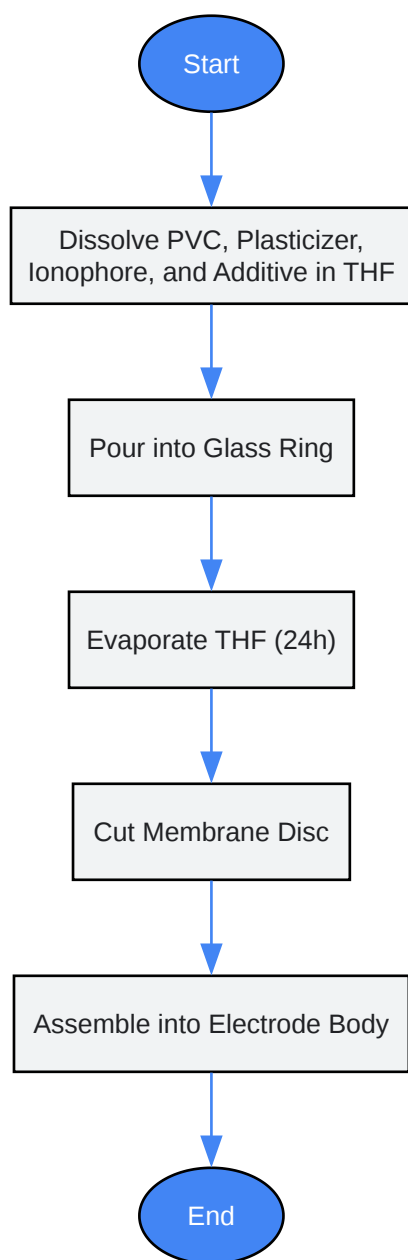 Start
Dissolve PVC, Plasticizer,
Ionophore, and Additive in THF
Pour into Glass Ring
Evaporate THF (24h)
Cut Membrane Disc
Assemble into Electrode Body
End